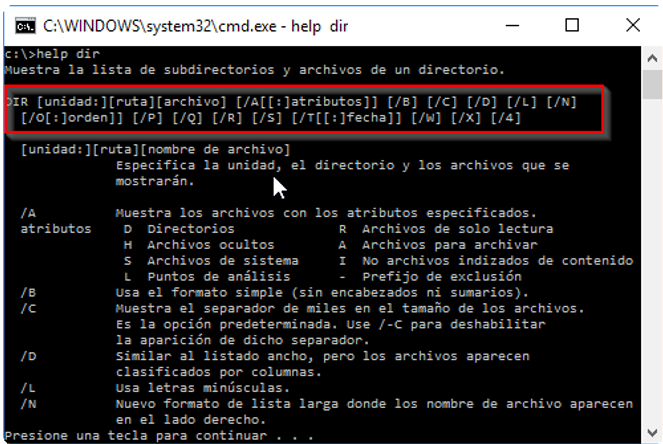 C:\WINDOWS\system32\cmd.exe - help dir
c:\>help dir
Muestra la lista de subdirectorios y archivos de un directorio.
DIR [unidad:][ruta][archivo] [/A[[:]atributos]] [/B] [/C] [/D] [/L] [/N]
[/O[:]orden]] [/P] [/Q] [/R] [/S] [/T[[:]fecha]] [/W] [/X] [/4]
[unidad:][ruta][nombre de archivo]
Especifica la unidad, el directorio y los archivos que se
mostrarán.
/A Muestra los archivos con los atributos especificados.
atributos D Directorios R Archivos de solo lectura
H Archivos ocultos A Archivos para archivar
S Archivos de sistema I No archivos indizados de contenido
L Puntos de análisis - Prefijo de exclusión
/B Usa el formato simple (sin encabezados ni sumarios).
/C Muestra el separador de miles en el tamaño de los archivos.
Es la opción predeterminada. Use /-C para deshabilitar
la aparición de dicho separador.
/D Similar al listado ancho, pero los archivos aparecen
clasificados por columnas.
/L Usa letras minúsculas.
/N Nuevo formato de lista larga donde los nombre de archivo aparecen
en el lado derecho.
Presione una tecla para continuar . . .